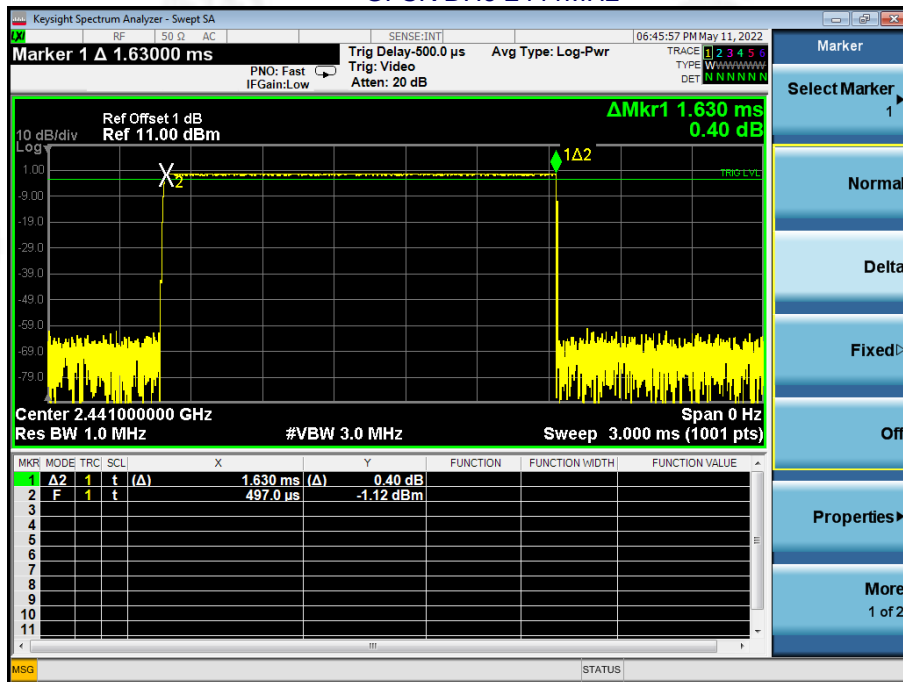 Keysight Spectrum Analyzer - Swept SA
LXI RF 50 Ω AC SENSE:INT 06:45:57 PM May 11, 2022
Marker 1 Δ 1.63000 ms
Trig Delay-500.0 µs Avg Type: Log-Pwr TRACE 1 2 3 4 5 6
PNO: Fast Trig: Video TYPE WWWWWWW
IFGain:Low Atten: 20 dB DET N N N N N N
Marker
Select Marker
1
Normal
Delta
Fixed
Off
Properties
More
1 of 2
ΔMkr1 1.630 ms
0.40 dB
Ref Offset 1 dB
10 dB/div Ref 11.00 dBm
Log
1Δ2
TRIG LVL
X2
1.00
-9.00
-19.0
-29.0
-39.0
-49.0
-59.0
-69.0
-79.0
Center 2.441000000 GHz Span 0 Hz
Res BW 1.0 MHz #VBW 3.0 MHz Sweep 3.000 ms (1001 pts)
MKR MODE TRC SCL X Y FUNCTION FUNCTION WIDTH FUNCTION VALUE
1 Δ2 1 t (Δ) 1.630 ms (Δ) 0.40 dB
2 F 1 t 497.0 µs -1.12 dBm
3
4
5
6
7
8
9
10
11
MSG STATUS